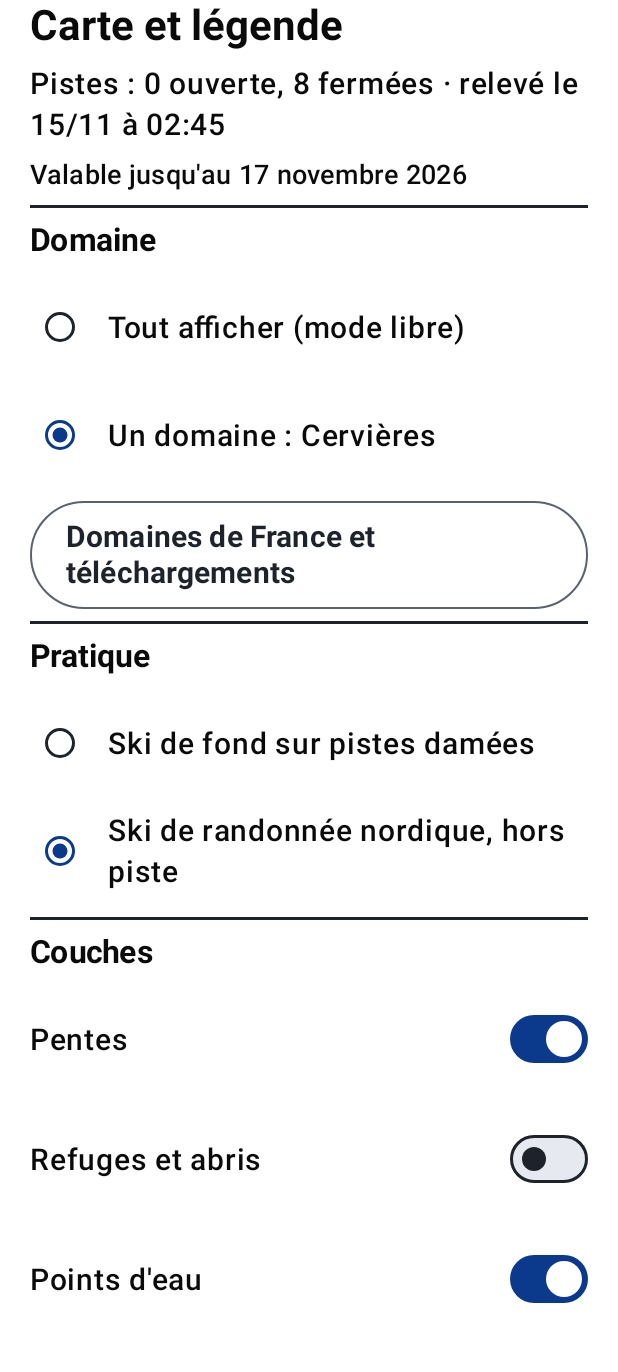 Carte et légende
Pistes : 0 ouverte, 8 fermées · relevé le
15/11 à 02:45
Valable jusqu'au 17 novembre 2026
Domaine
Tout afficher (mode libre)
Un domaine : Cervières
Domaines de France et
téléchargements
Pratique
Ski de fond sur pistes damées
Ski de randonnée nordique, hors
piste
Couches
Pentes
Refuges et abris
Points d'eau